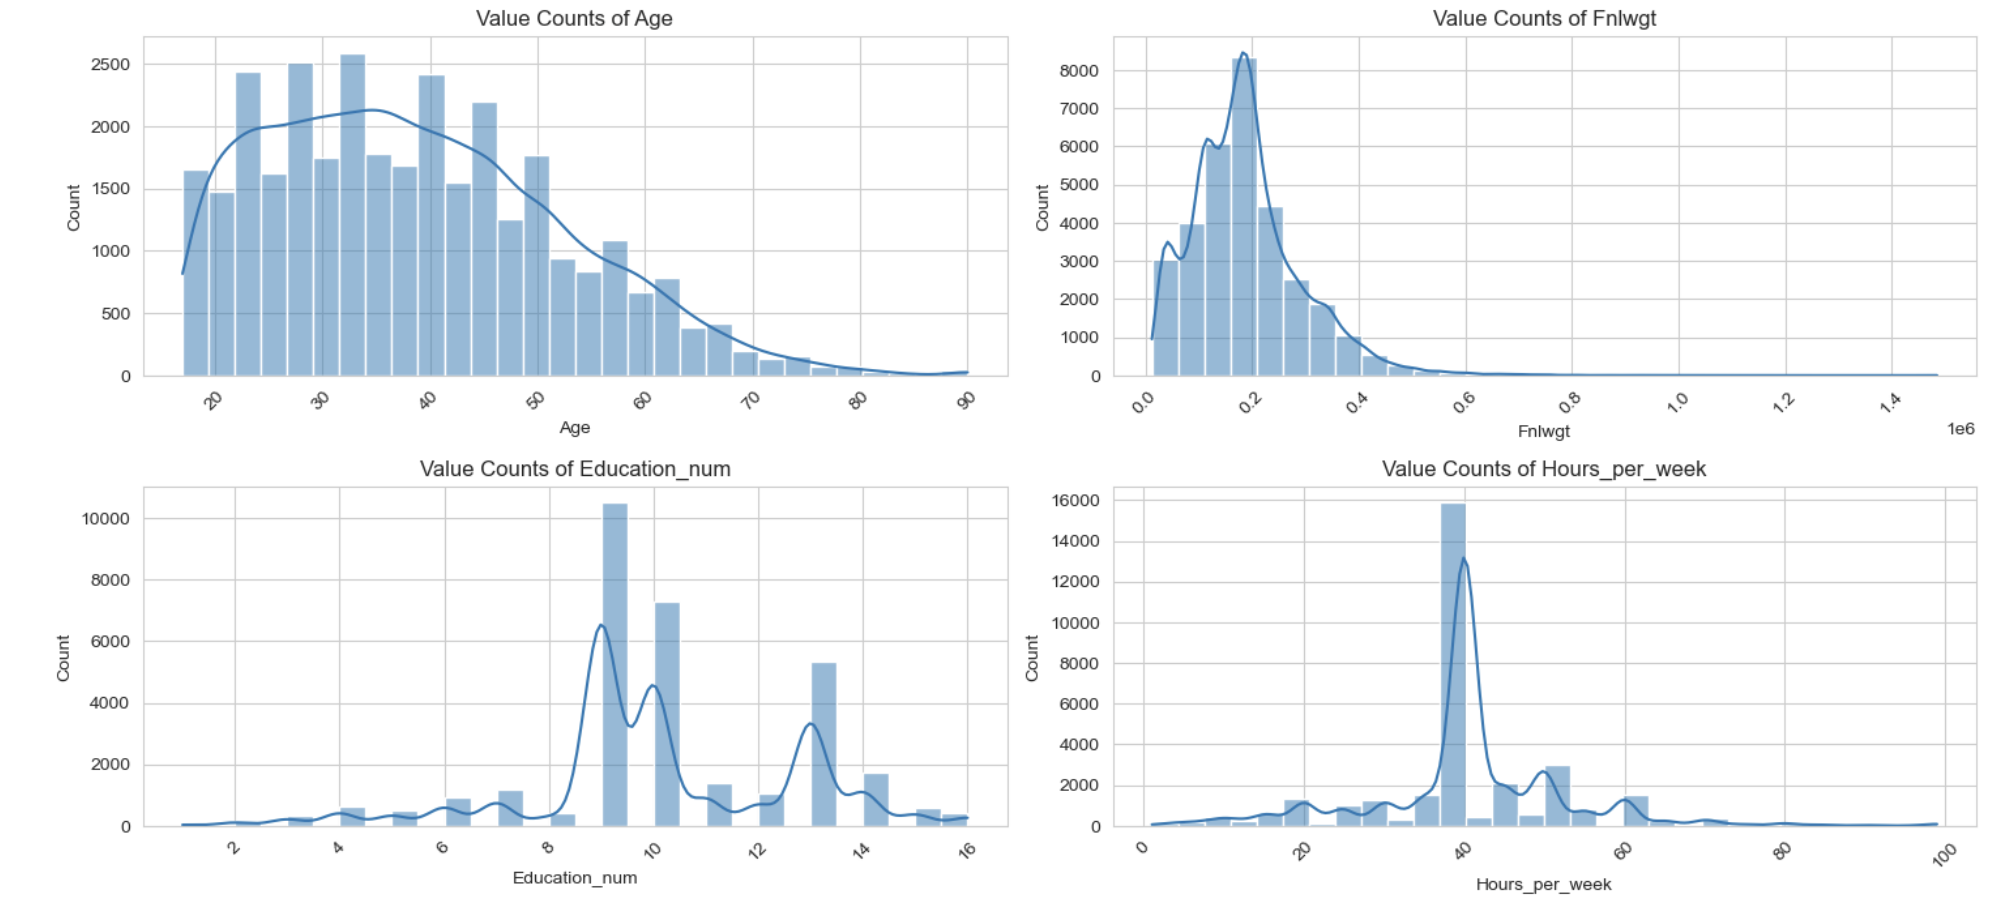 Value Counts of Age
2500
2000
1500
1000
500
0
Count
20 30 40 50 60 70 80 90
Age
Value Counts of Fnlwgt
8000
7000
6000
5000
4000
3000
2000
1000
0
Count
0.0 0.2 0.4 0.6 0.8 1.0 1.2 1.4
1e6
Fnlwgt
Value Counts of Education_num
10000
8000
6000
4000
2000
0
Count
2 4 6 8 10 12 14 16
Education_num
Value Counts of Hours_per_week
16000
14000
12000
10000
8000
6000
4000
2000
0
Count
0 20 40 60 80 100
Hours_per_week